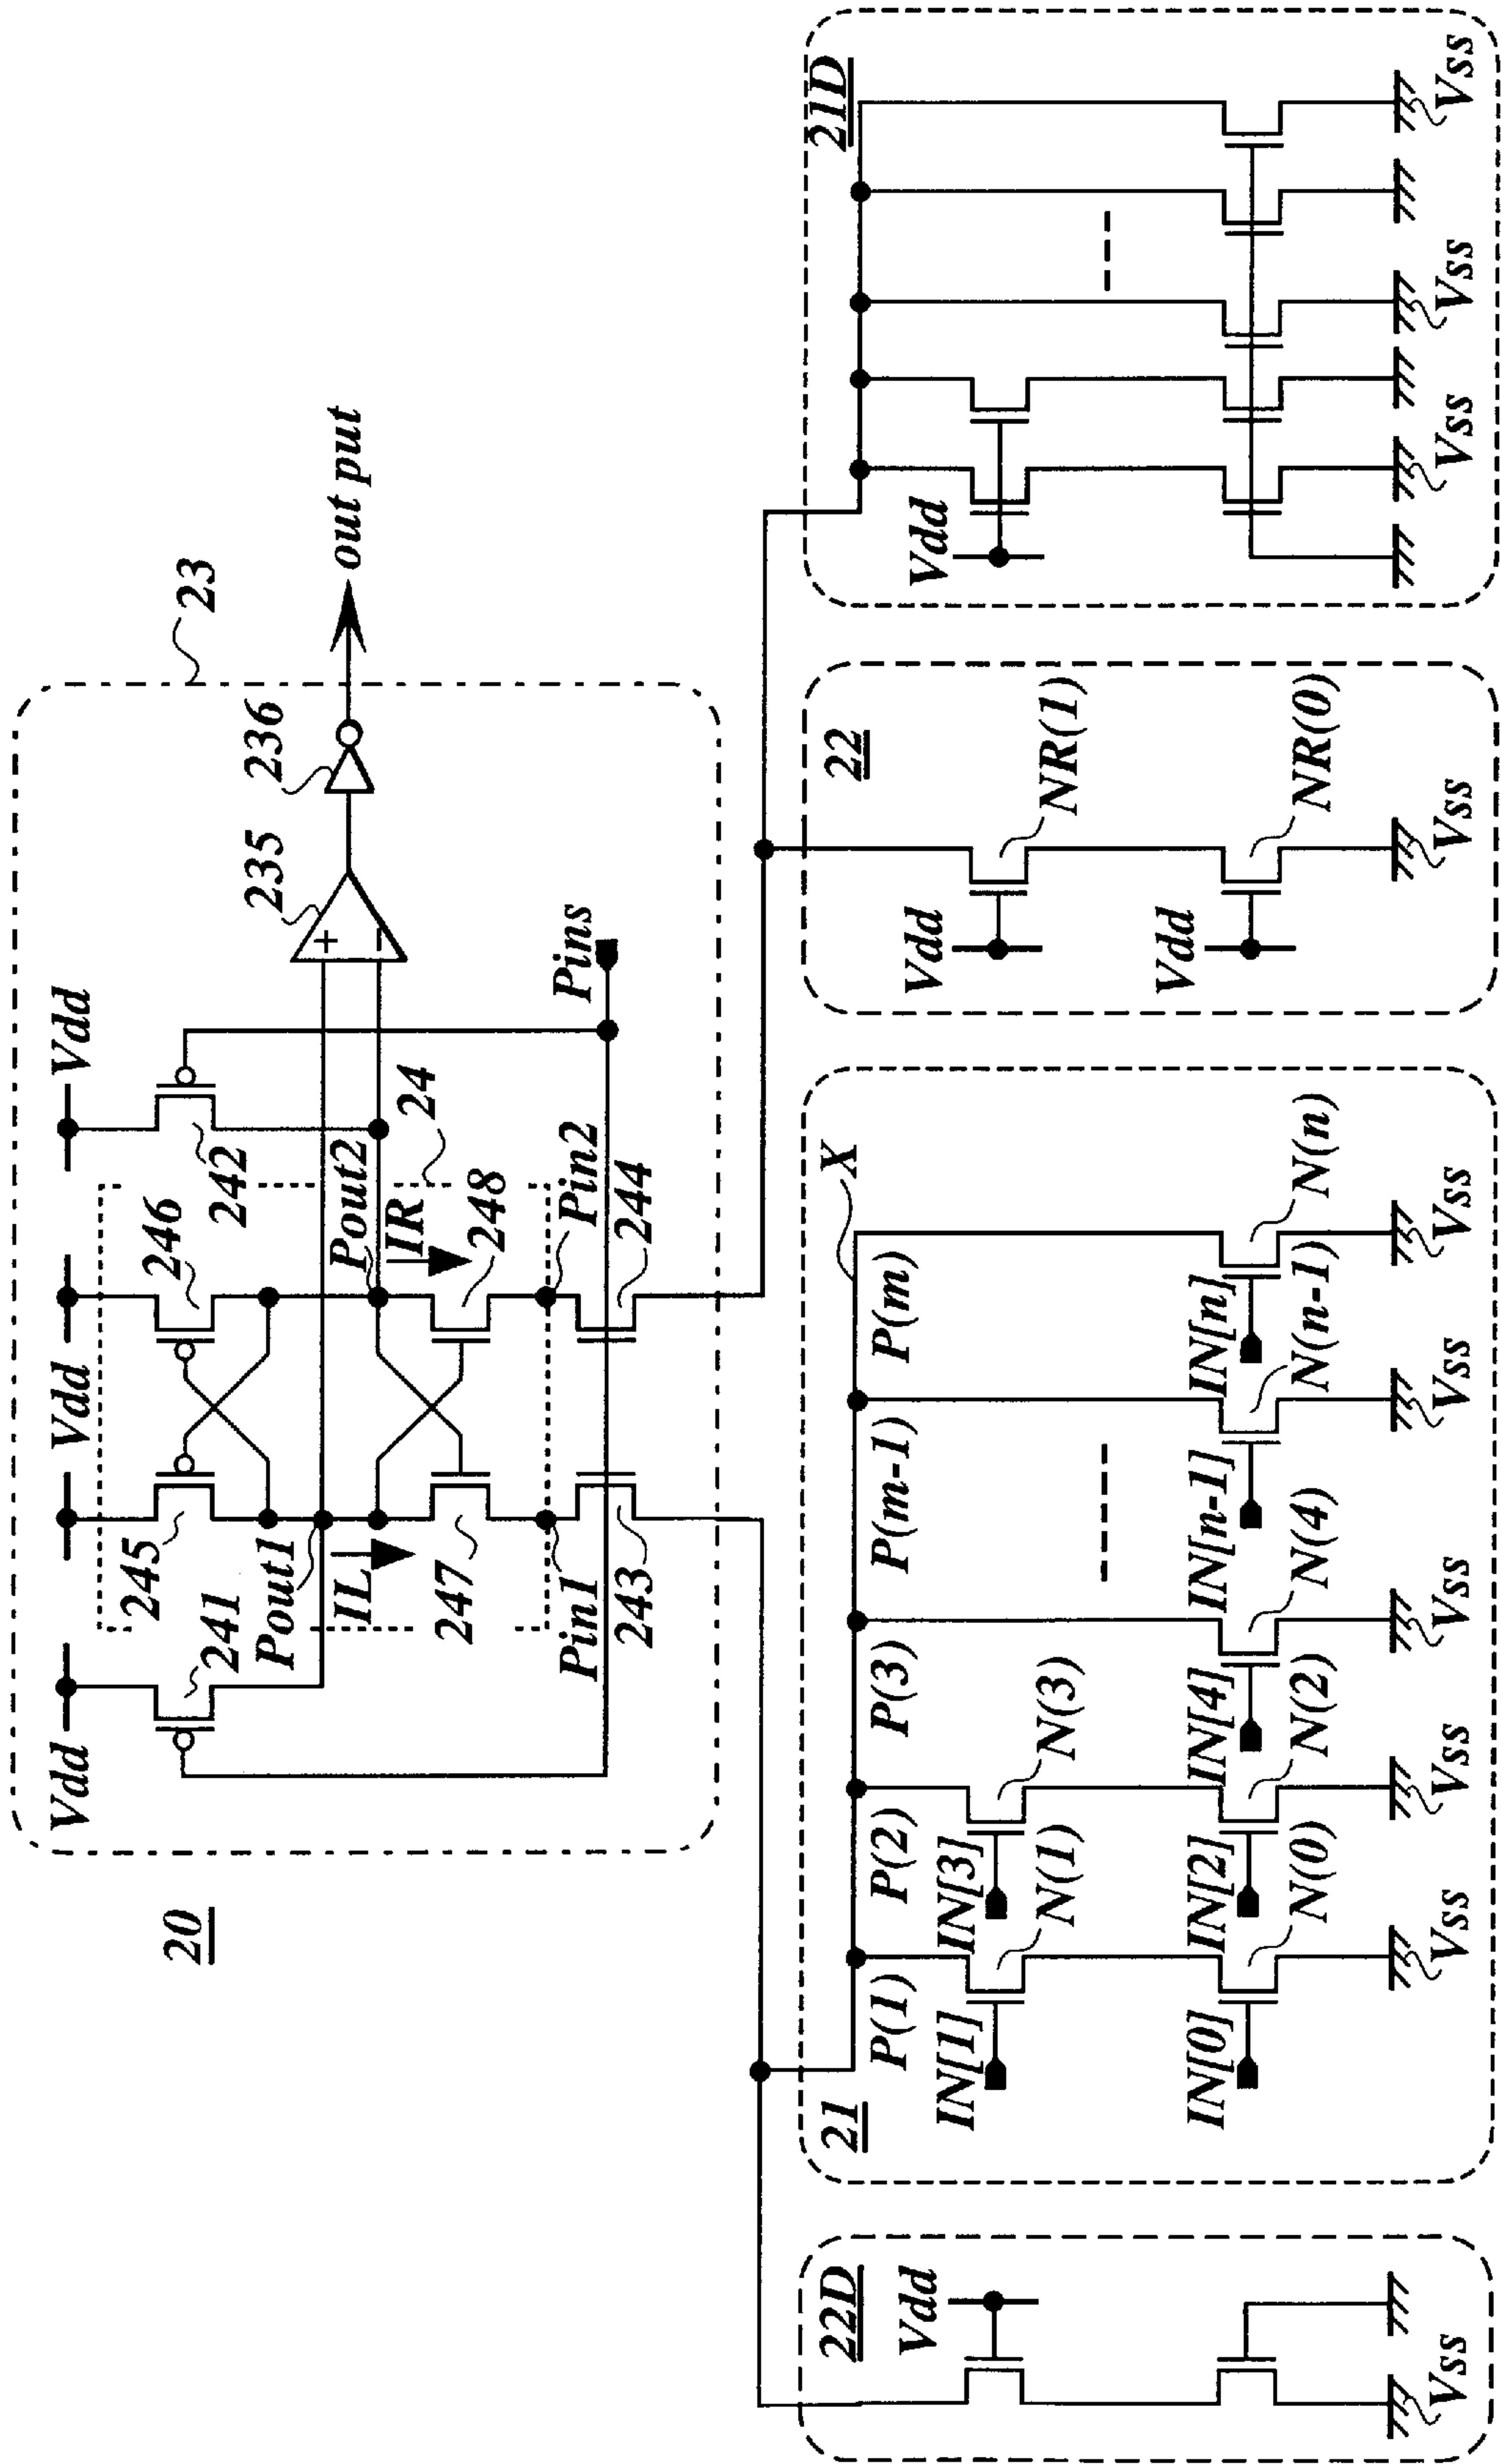 20
23
Vdd
Vdd
Vdd
Vdd
241
245
246
242
Pout1
Pout2
24
IL
IR
247
248
Pin1
Pin2
243
244
Pins
+
−
235
236
output
22D
Vdd
Vss
21
X
P(1)
P(2)
P(3)
P(m-1)
P(m)
IN[1]
N(1)
IN[3]
N(3)
IN[0]
N(0)
IN[2]
N(2)
IN[4]
N(4)
IN[n-1]
N(n-1)
IN[n]
N(n)
Vss
Vss
Vss
Vss
Vss
22
Vdd
NR(1)
Vdd
NR(0)
Vss
21D
Vdd
Vss
Vss
Vss